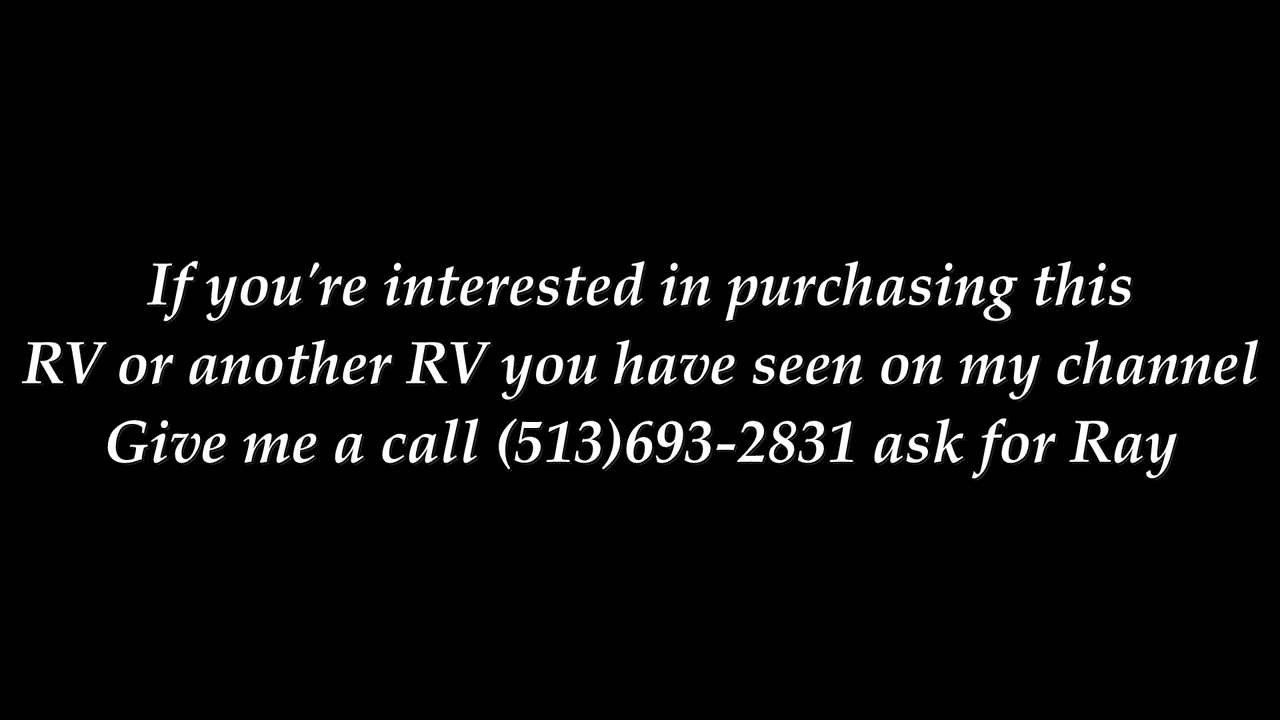 If you're interested in purchasing this
RV or another RV you have seen on my channel
Give me a call (513)693-2831 ask for Ray